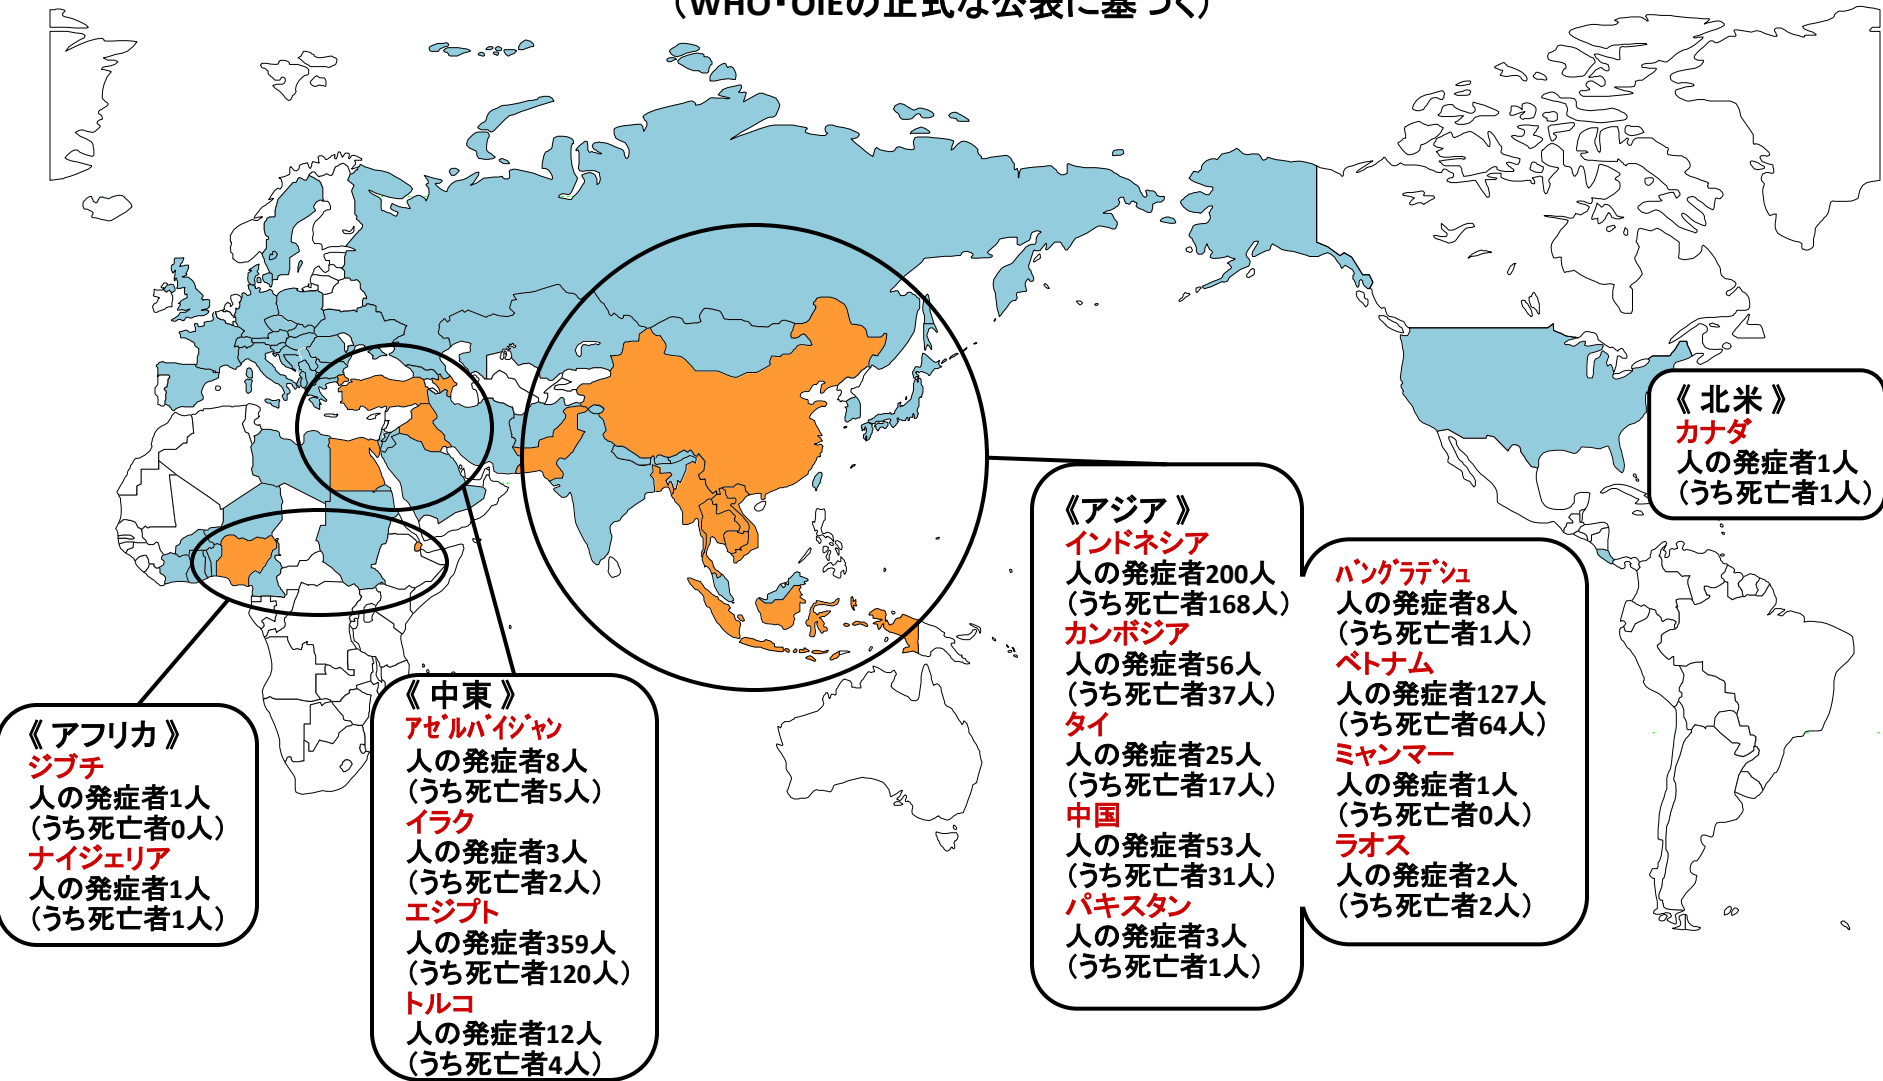 (WHO・OIEの正式な公表に基づく)
《 北米 》
カナダ
人の発症者1人
(うち死亡者1人)
《アジア 》
インドネシア
人の発症者200人
(うち死亡者168人)
カンボジア
人の発症者56人
(うち死亡者37人)
タイ
人の発症者25人
(うち死亡者17人)
中国
人の発症者53人
(うち死亡者31人)
パキスタン
人の発症者3人
(うち死亡者1人)
バングラデシュ
人の発症者8人
(うち死亡者1人)
ベトナム
人の発症者127人
(うち死亡者64人)
ミャンマー
人の発症者1人
(うち死亡者0人)
ラオス
人の発症者2人
(うち死亡者2人)
《 中東 》
アゼルバイジャン
人の発症者8人
(うち死亡者5人)
イラク
人の発症者3人
(うち死亡者2人)
エジプト
人の発症者359人
(うち死亡者120人)
トルコ
人の発症者12人
(うち死亡者4人)
《 アフリカ 》
ジブチ
人の発症者1人
(うち死亡者0人)
ナイジェリア
人の発症者1人
(うち死亡者1人)